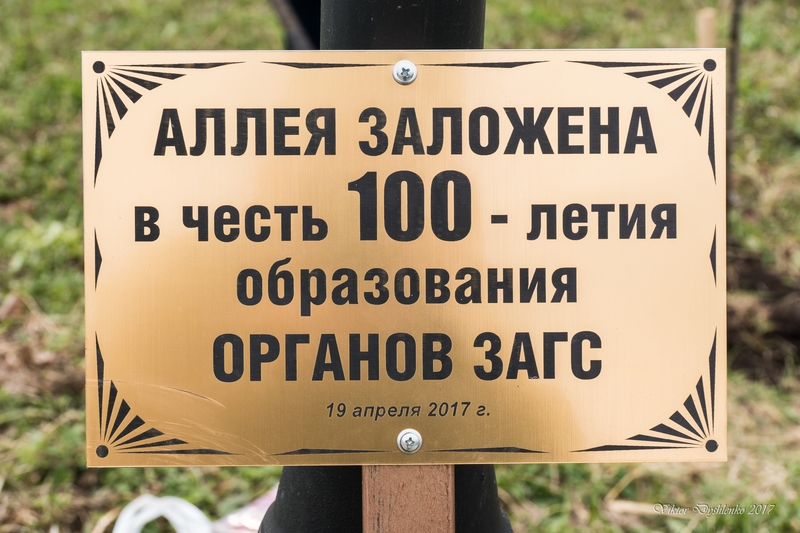 АЛЛЕЯ ЗАЛОЖЕНА
в честь 100 - летия
образования
ОРГАНОВ ЗАГС
19 апреля 2017 г.
Viktor Dyshlenko 2017